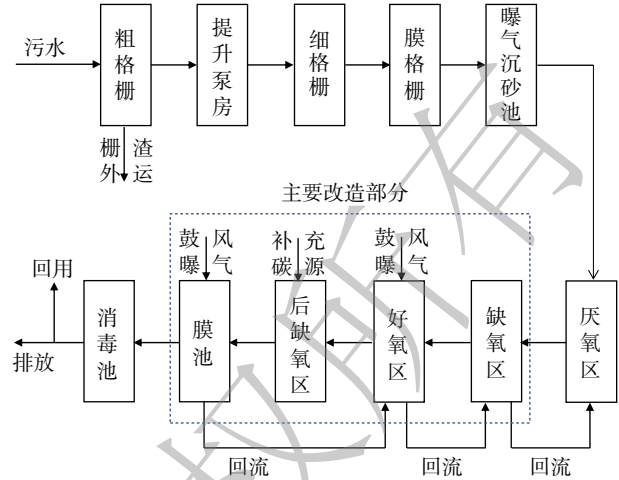 污水
粗格栅
提升泵房
细格栅
膜格栅
曝气沉砂池
栅渣外运
主要改造部分
鼓风曝气
补充碳源
鼓风曝气
回用
排放
消毒池
膜池
后缺氧区
好氧区
缺氧区
厌氧区
回流
回流
回流
权所有